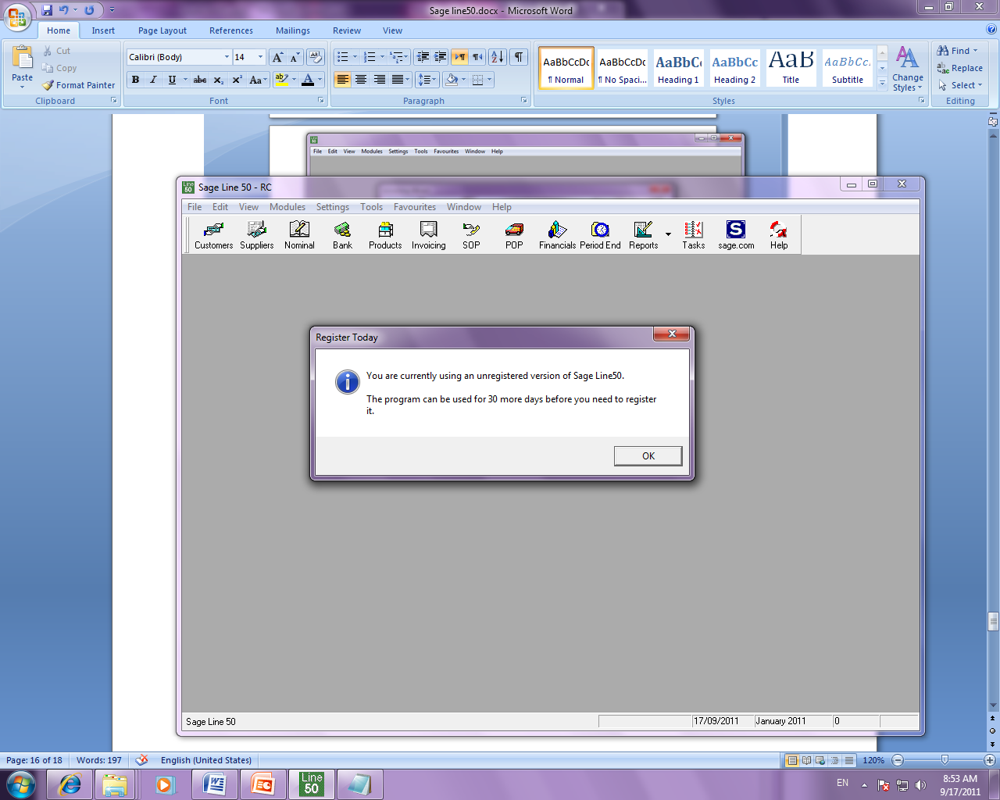 Sage line50.docx - Microsoft Word
Home Insert Page Layout References Mailings Review View
Paste
Cut
Copy
Format Painter
Clipboard
Calibri (Body) 14
B I U abc x₂ x² Aa
Font
Paragraph
AaBbCcDc AaBbCcDc AaBbC AaBbCc AaB AaBbCc.
¶ Normal ¶ No Spaci... Heading 1 Heading 2 Title Subtitle
Change Styles
Styles
Find
Replace
Select
Editing
File Edit View Modules Settings Tools Favourites Window Help
Line 50
Sage Line 50 - RC
File Edit View Modules Settings Tools Favourites Window Help
Customers Suppliers Nominal Bank Products Invoicing SOP POP Financials Period End Reports Tasks sage.com Help
Register Today
You are currently using an unregistered version of Sage Line50.
The program can be used for 30 more days before you need to register
it.
OK
Sage Line 50 17/09/2011 January 2011 0
Page: 16 of 18 Words: 197 English (United States) 120%
Line 50
EN
8:53 AM
9/17/2011